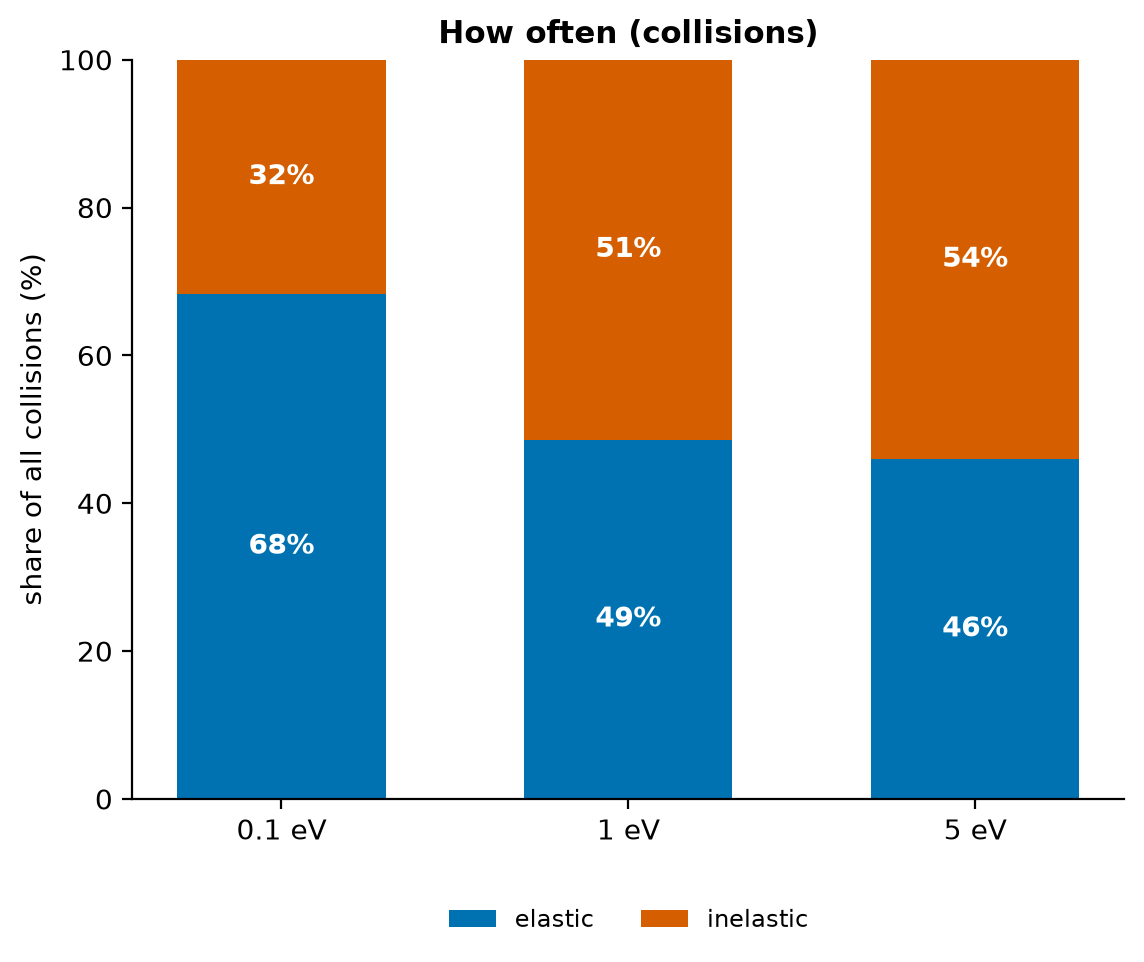 How often (collisions)
share of all collisions (%)
100
80
60
40
20
0
32%
51%
54%
68%
49%
46%
0.1 eV
1 eV
5 eV
elastic
inelastic